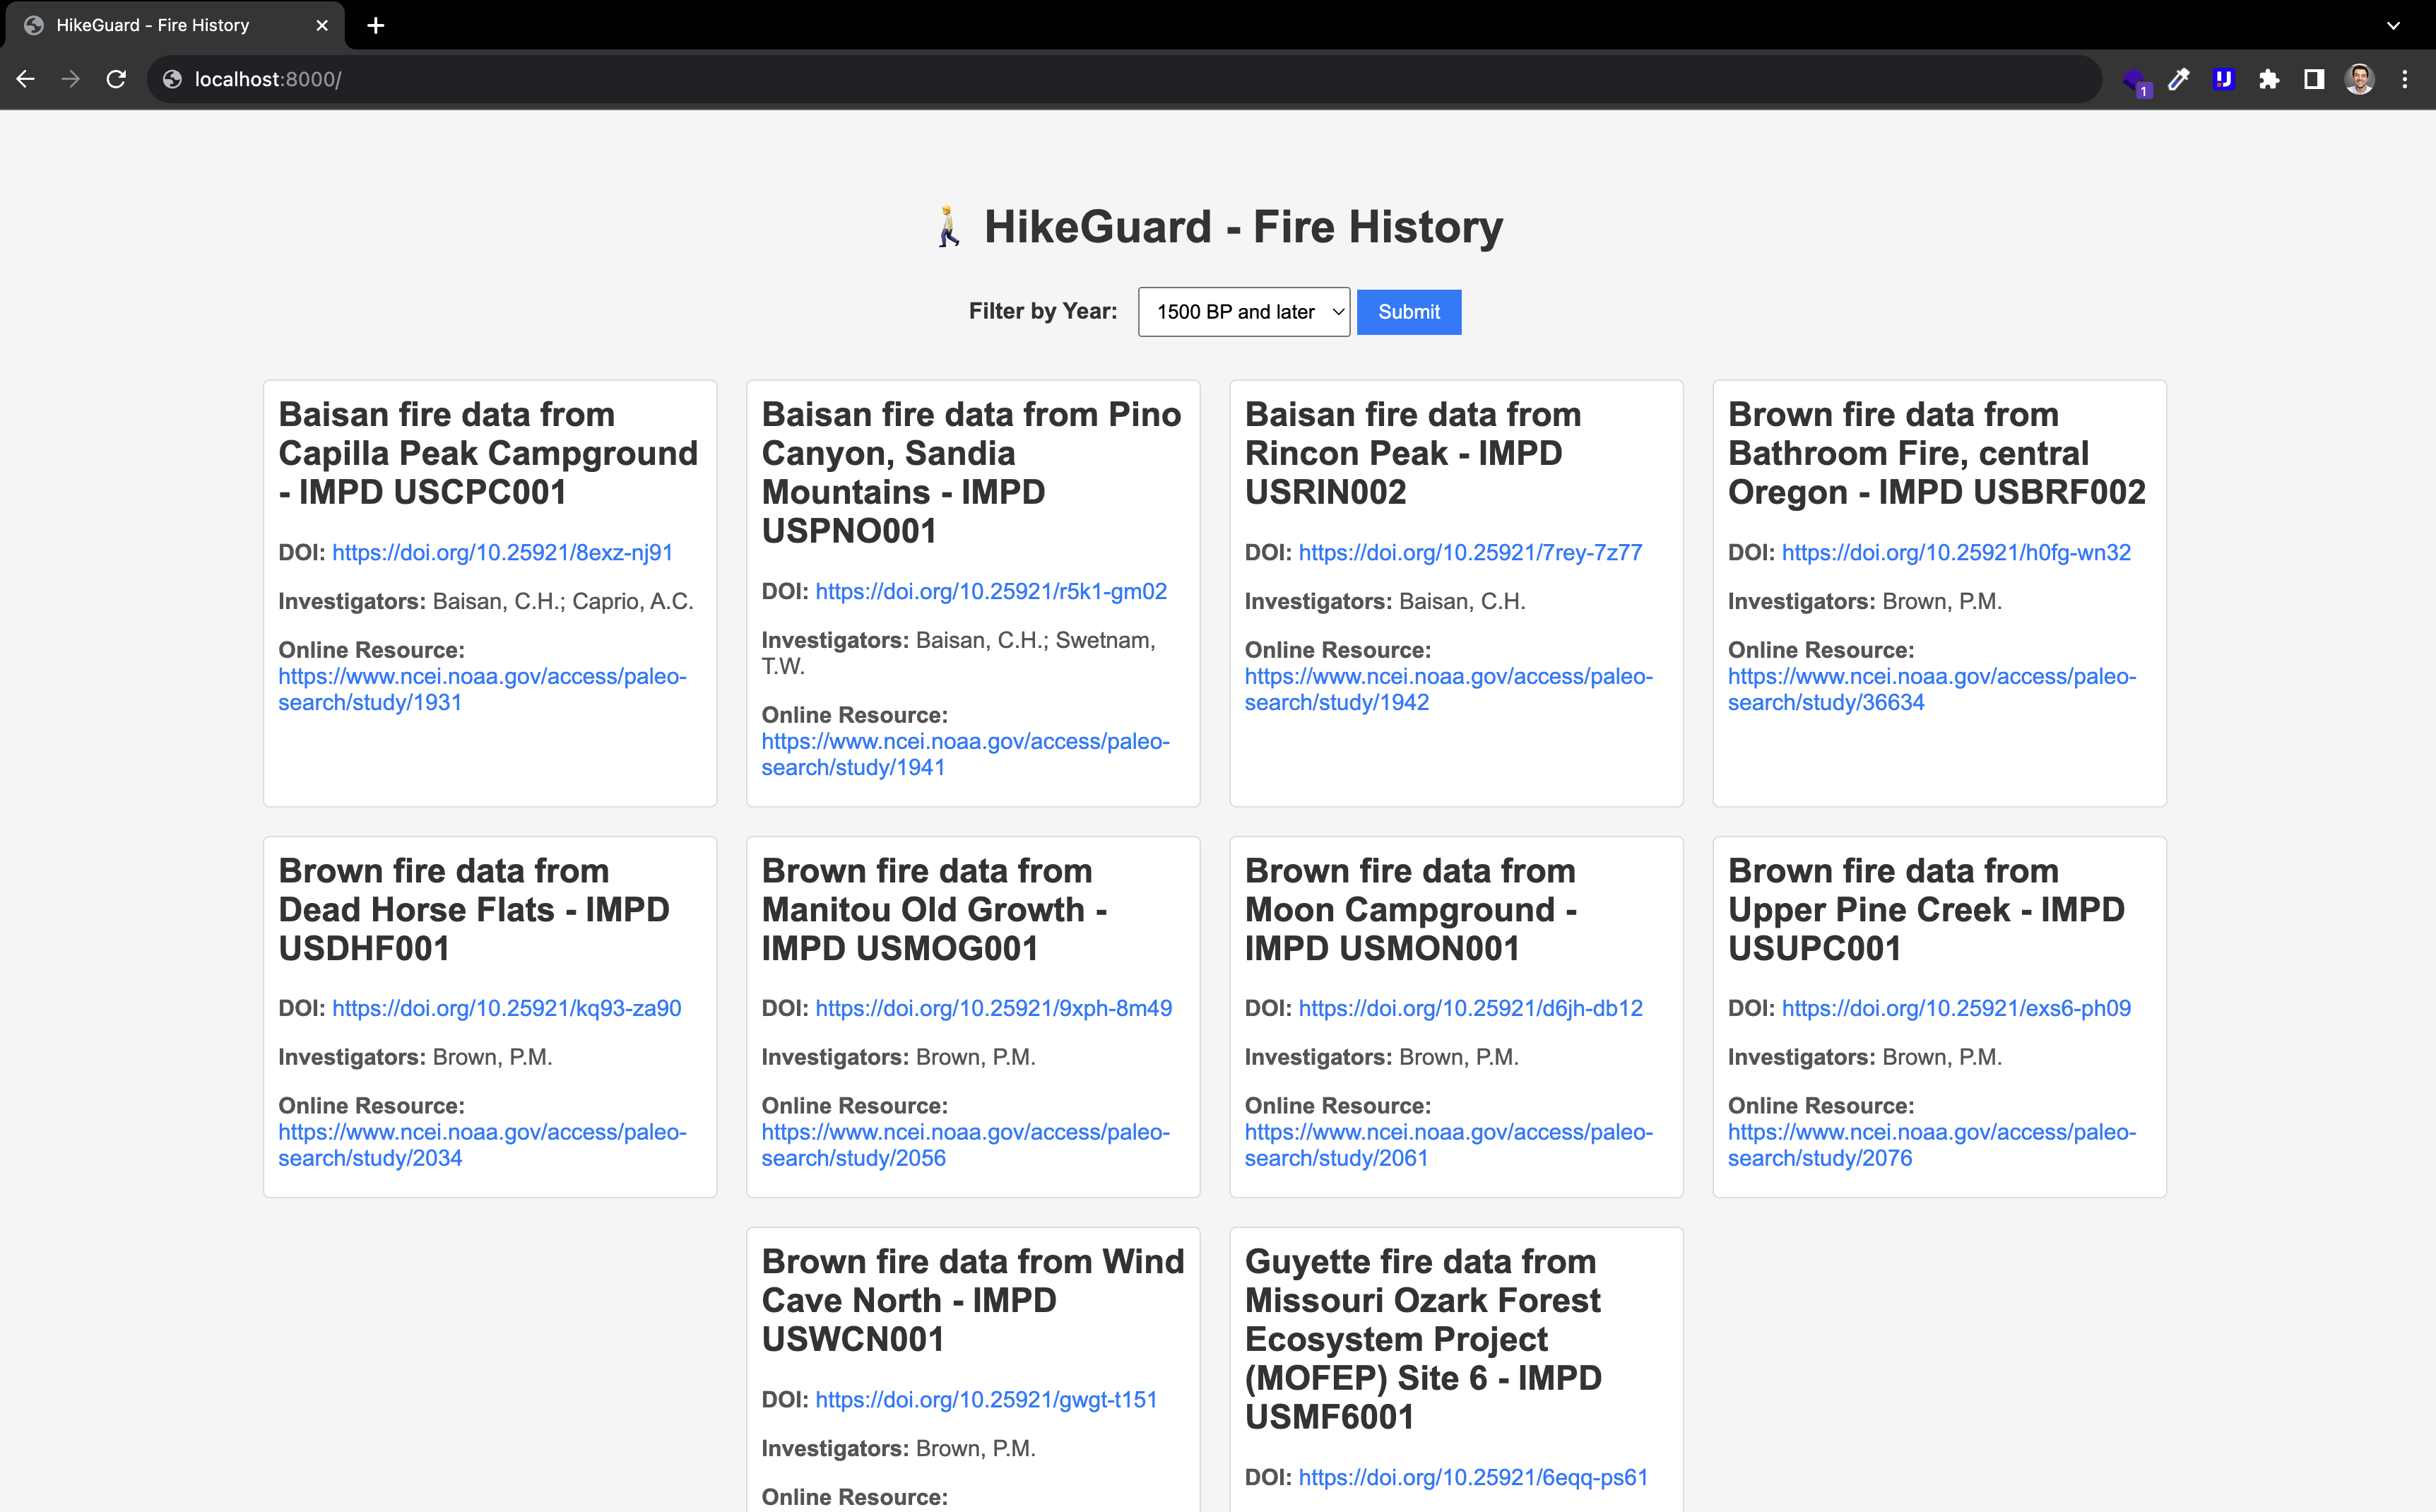 HikeGuard - Fire History
localhost:8000/
1
HikeGuard - Fire History
Filter by Year: 1500 BP and later Submit
Baisan fire data from
Capilla Peak Campground
- IMPD USCPC001
DOI: https://doi.org/10.25921/8exz-nj91
Investigators: Baisan, C.H.; Caprio, A.C.
Online Resource:
https://www.ncei.noaa.gov/access/paleo-
search/study/1931
Baisan fire data from Pino
Canyon, Sandia
Mountains - IMPD
USPNO001
DOI: https://doi.org/10.25921/r5k1-gm02
Investigators: Baisan, C.H.; Swetnam,
T.W.
Online Resource:
https://www.ncei.noaa.gov/access/paleo-
search/study/1941
Baisan fire data from
Rincon Peak - IMPD
USRIN002
DOI: https://doi.org/10.25921/7rey-7z77
Investigators: Baisan, C.H.
Online Resource:
https://www.ncei.noaa.gov/access/paleo-
search/study/1942
Brown fire data from
Bathroom Fire, central
Oregon - IMPD USBRF002
DOI: https://doi.org/10.25921/h0fg-wn32
Investigators: Brown, P.M.
Online Resource:
https://www.ncei.noaa.gov/access/paleo-
search/study/36634
Brown fire data from
Dead Horse Flats - IMPD
USDHF001
DOI: https://doi.org/10.25921/kq93-za90
Investigators: Brown, P.M.
Online Resource:
https://www.ncei.noaa.gov/access/paleo-
search/study/2034
Brown fire data from
Manitou Old Growth -
IMPD USMOG001
DOI: https://doi.org/10.25921/9xph-8m49
Investigators: Brown, P.M.
Online Resource:
https://www.ncei.noaa.gov/access/paleo-
search/study/2056
Brown fire data from
Moon Campground -
IMPD USMON001
DOI: https://doi.org/10.25921/d6jh-db12
Investigators: Brown, P.M.
Online Resource:
https://www.ncei.noaa.gov/access/paleo-
search/study/2061
Brown fire data from
Upper Pine Creek - IMPD
USUPC001
DOI: https://doi.org/10.25921/exs6-ph09
Investigators: Brown, P.M.
Online Resource:
https://www.ncei.noaa.gov/access/paleo-
search/study/2076
Brown fire data from Wind
Cave North - IMPD
USWCN001
DOI: https://doi.org/10.25921/gwgt-t151
Investigators: Brown, P.M.
Online Resource:
Guyette fire data from
Missouri Ozark Forest
Ecosystem Project
(MOFEP) Site 6 - IMPD
USMF6001
DOI: https://doi.org/10.25921/6eqq-ps61